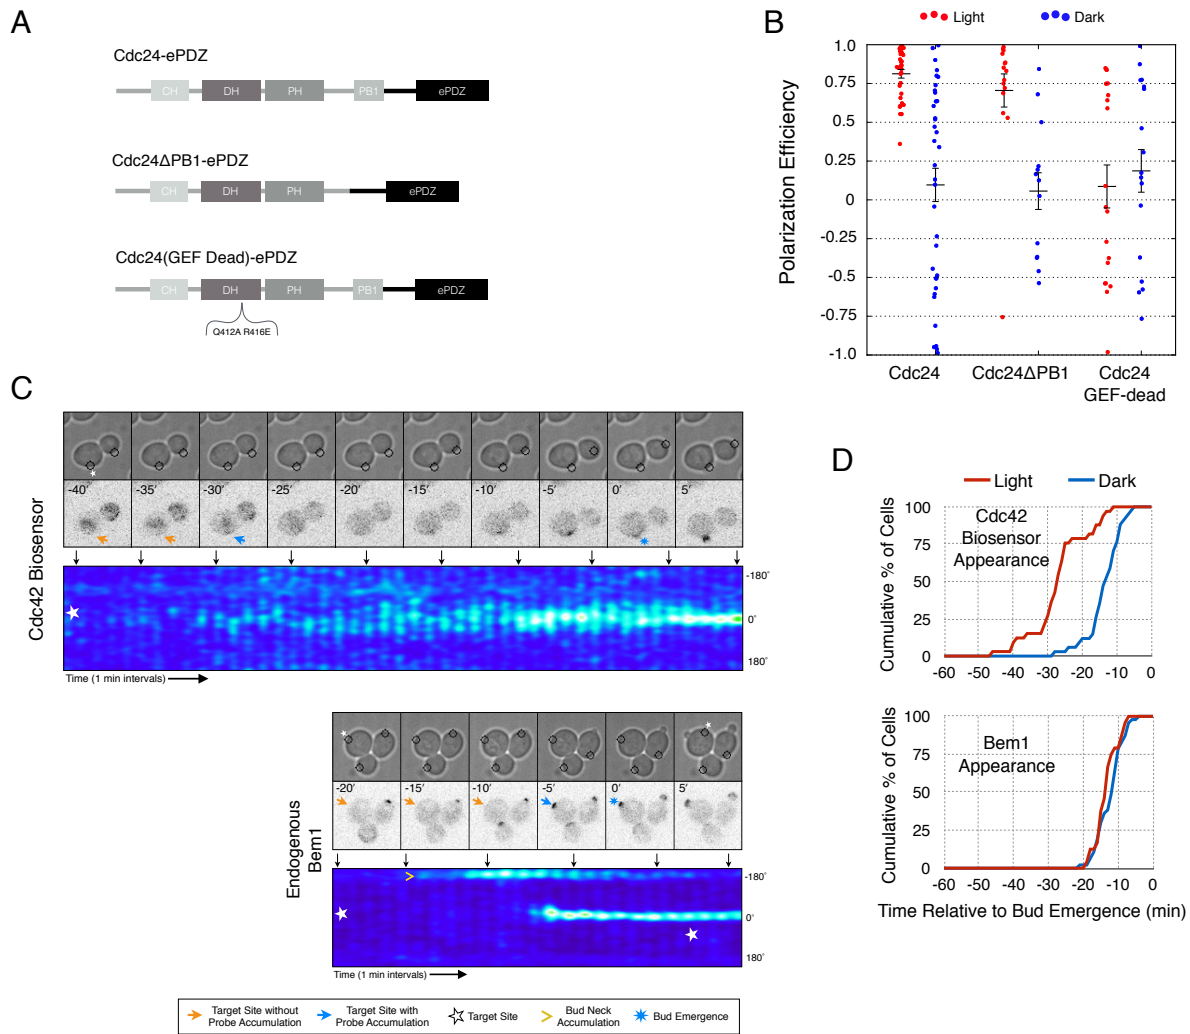 A
Cdc24-ePDZ
CH DH PH PB1 ePDZ
Cdc24ΔPB1-ePDZ
CH DH PH ePDZ
Cdc24(GEF Dead)-ePDZ
CH DH PH PB1 ePDZ
Q412A R416E
B
Light Dark
Polarization Efficiency
1.0
0.75
0.5
0.25
0
-0.25
-0.5
-0.75
-1.0
Cdc24 Cdc24ΔPB1 Cdc24
GEF-dead
C
Cdc42 Biosensor
-40′ -35′ -30′ -25′ -20′ -15′ -10′ -5′ 0′ 5′
-180°
0°
180°
Time (1 min intervals)
Endogenous
Bem1
-20′ -15′ -10′ -5′ 0′ 5′
-180°
0°
180°
Time (1 min intervals)
Target Site without
Probe Accumulation
Target Site with
Probe Accumulation
Target Site
Bud Neck
Accumulation
Bud Emergence
D
Light Dark
Cumulative % of Cells
100
75
50
25
0
Cdc42
Biosensor
Appearance
-60 -50 -40 -30 -20 -10 0
Cumulative % of Cells
100
75
50
25
0
Bem1
Appearance
-60 -50 -40 -30 -20 -10 0
Time Relative to Bud Emergence (min)